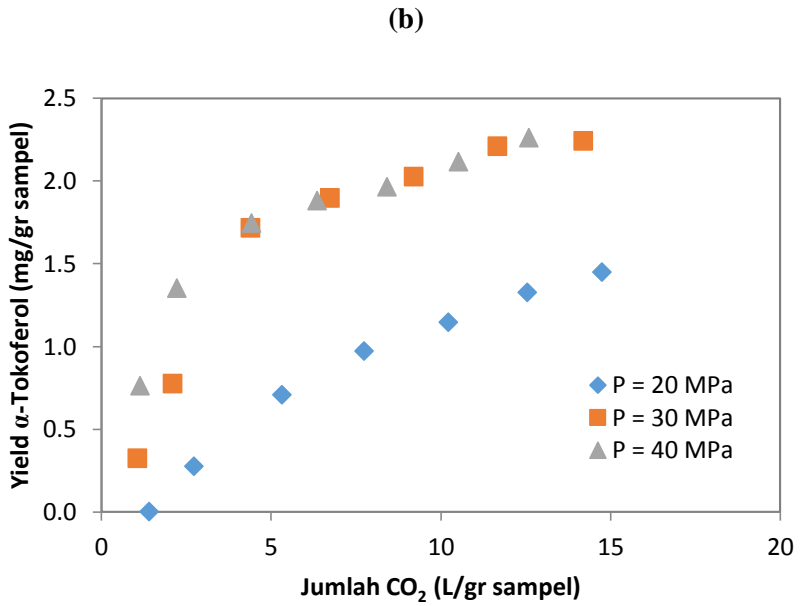 (b)
2.5
2.0
1.5
1.0
0.5
0.0
0 5 10 15 20
Yield α-Tokoferol (mg/gr sampel)
Jumlah CO₂ (L/gr sampel)
P = 20 MPa
P = 30 MPa
P = 40 MPa